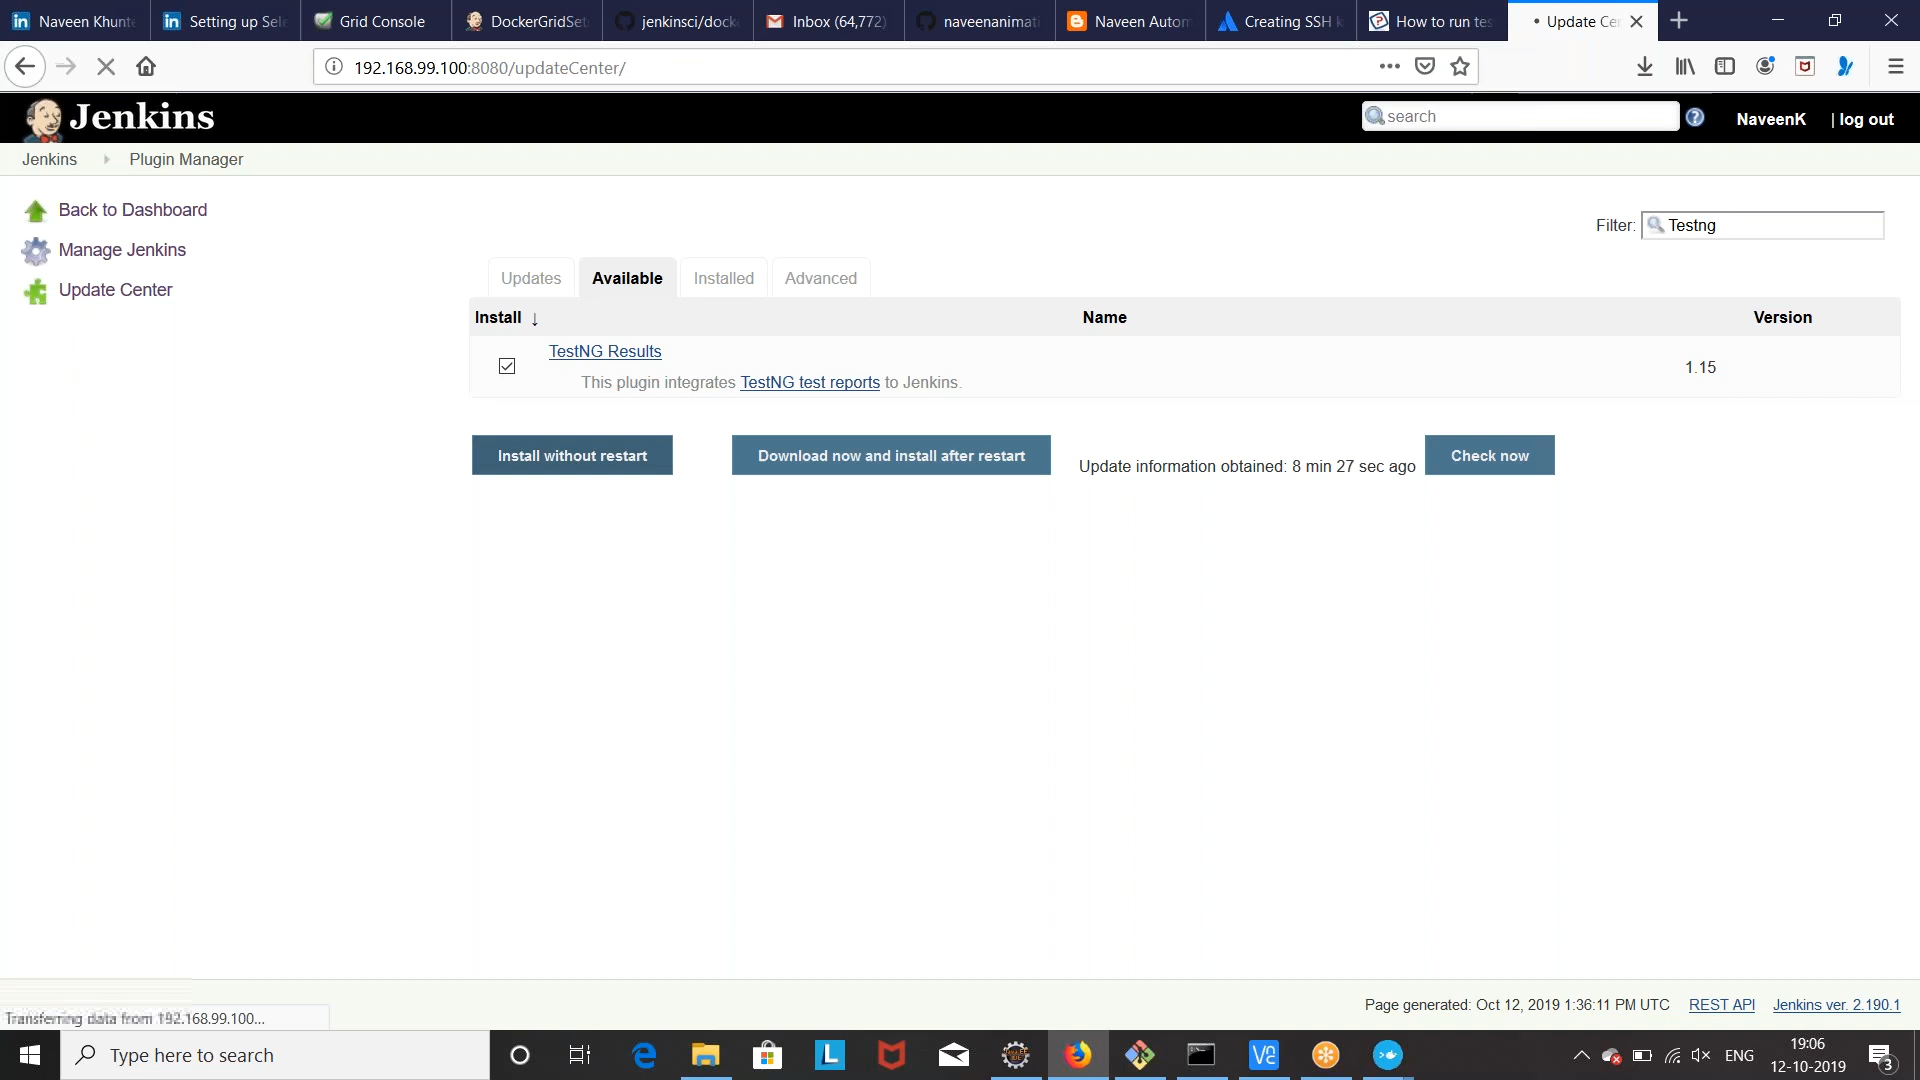 Naveen Khunte
Setting up Sele
Grid Console
DockerGridSet
jenkinsci/docke
Inbox (64,772)
naveenanimati
Naveen Autom
Creating SSH k
How to run tes
Update Cen
192.168.99.100:8080/updateCenter/
Jenkins
search
NaveenK
| log out
Jenkins
Plugin Manager
Back to Dashboard
Manage Jenkins
Update Center
Filter: Testng
Updates
Available
Installed
Advanced
Install ↓
Name
Version
TestNG Results
This plugin integrates TestNG test reports to Jenkins.
1.15
Install without restart
Download now and install after restart
Update information obtained: 8 min 27 sec ago
Check now
Page generated: Oct 12, 2019 1:36:11 PM UTC
REST API
Jenkins ver. 2.190.1
Transferring data from 192.168.99.100...
Type here to search
ENG
19:06
12-10-2019
3